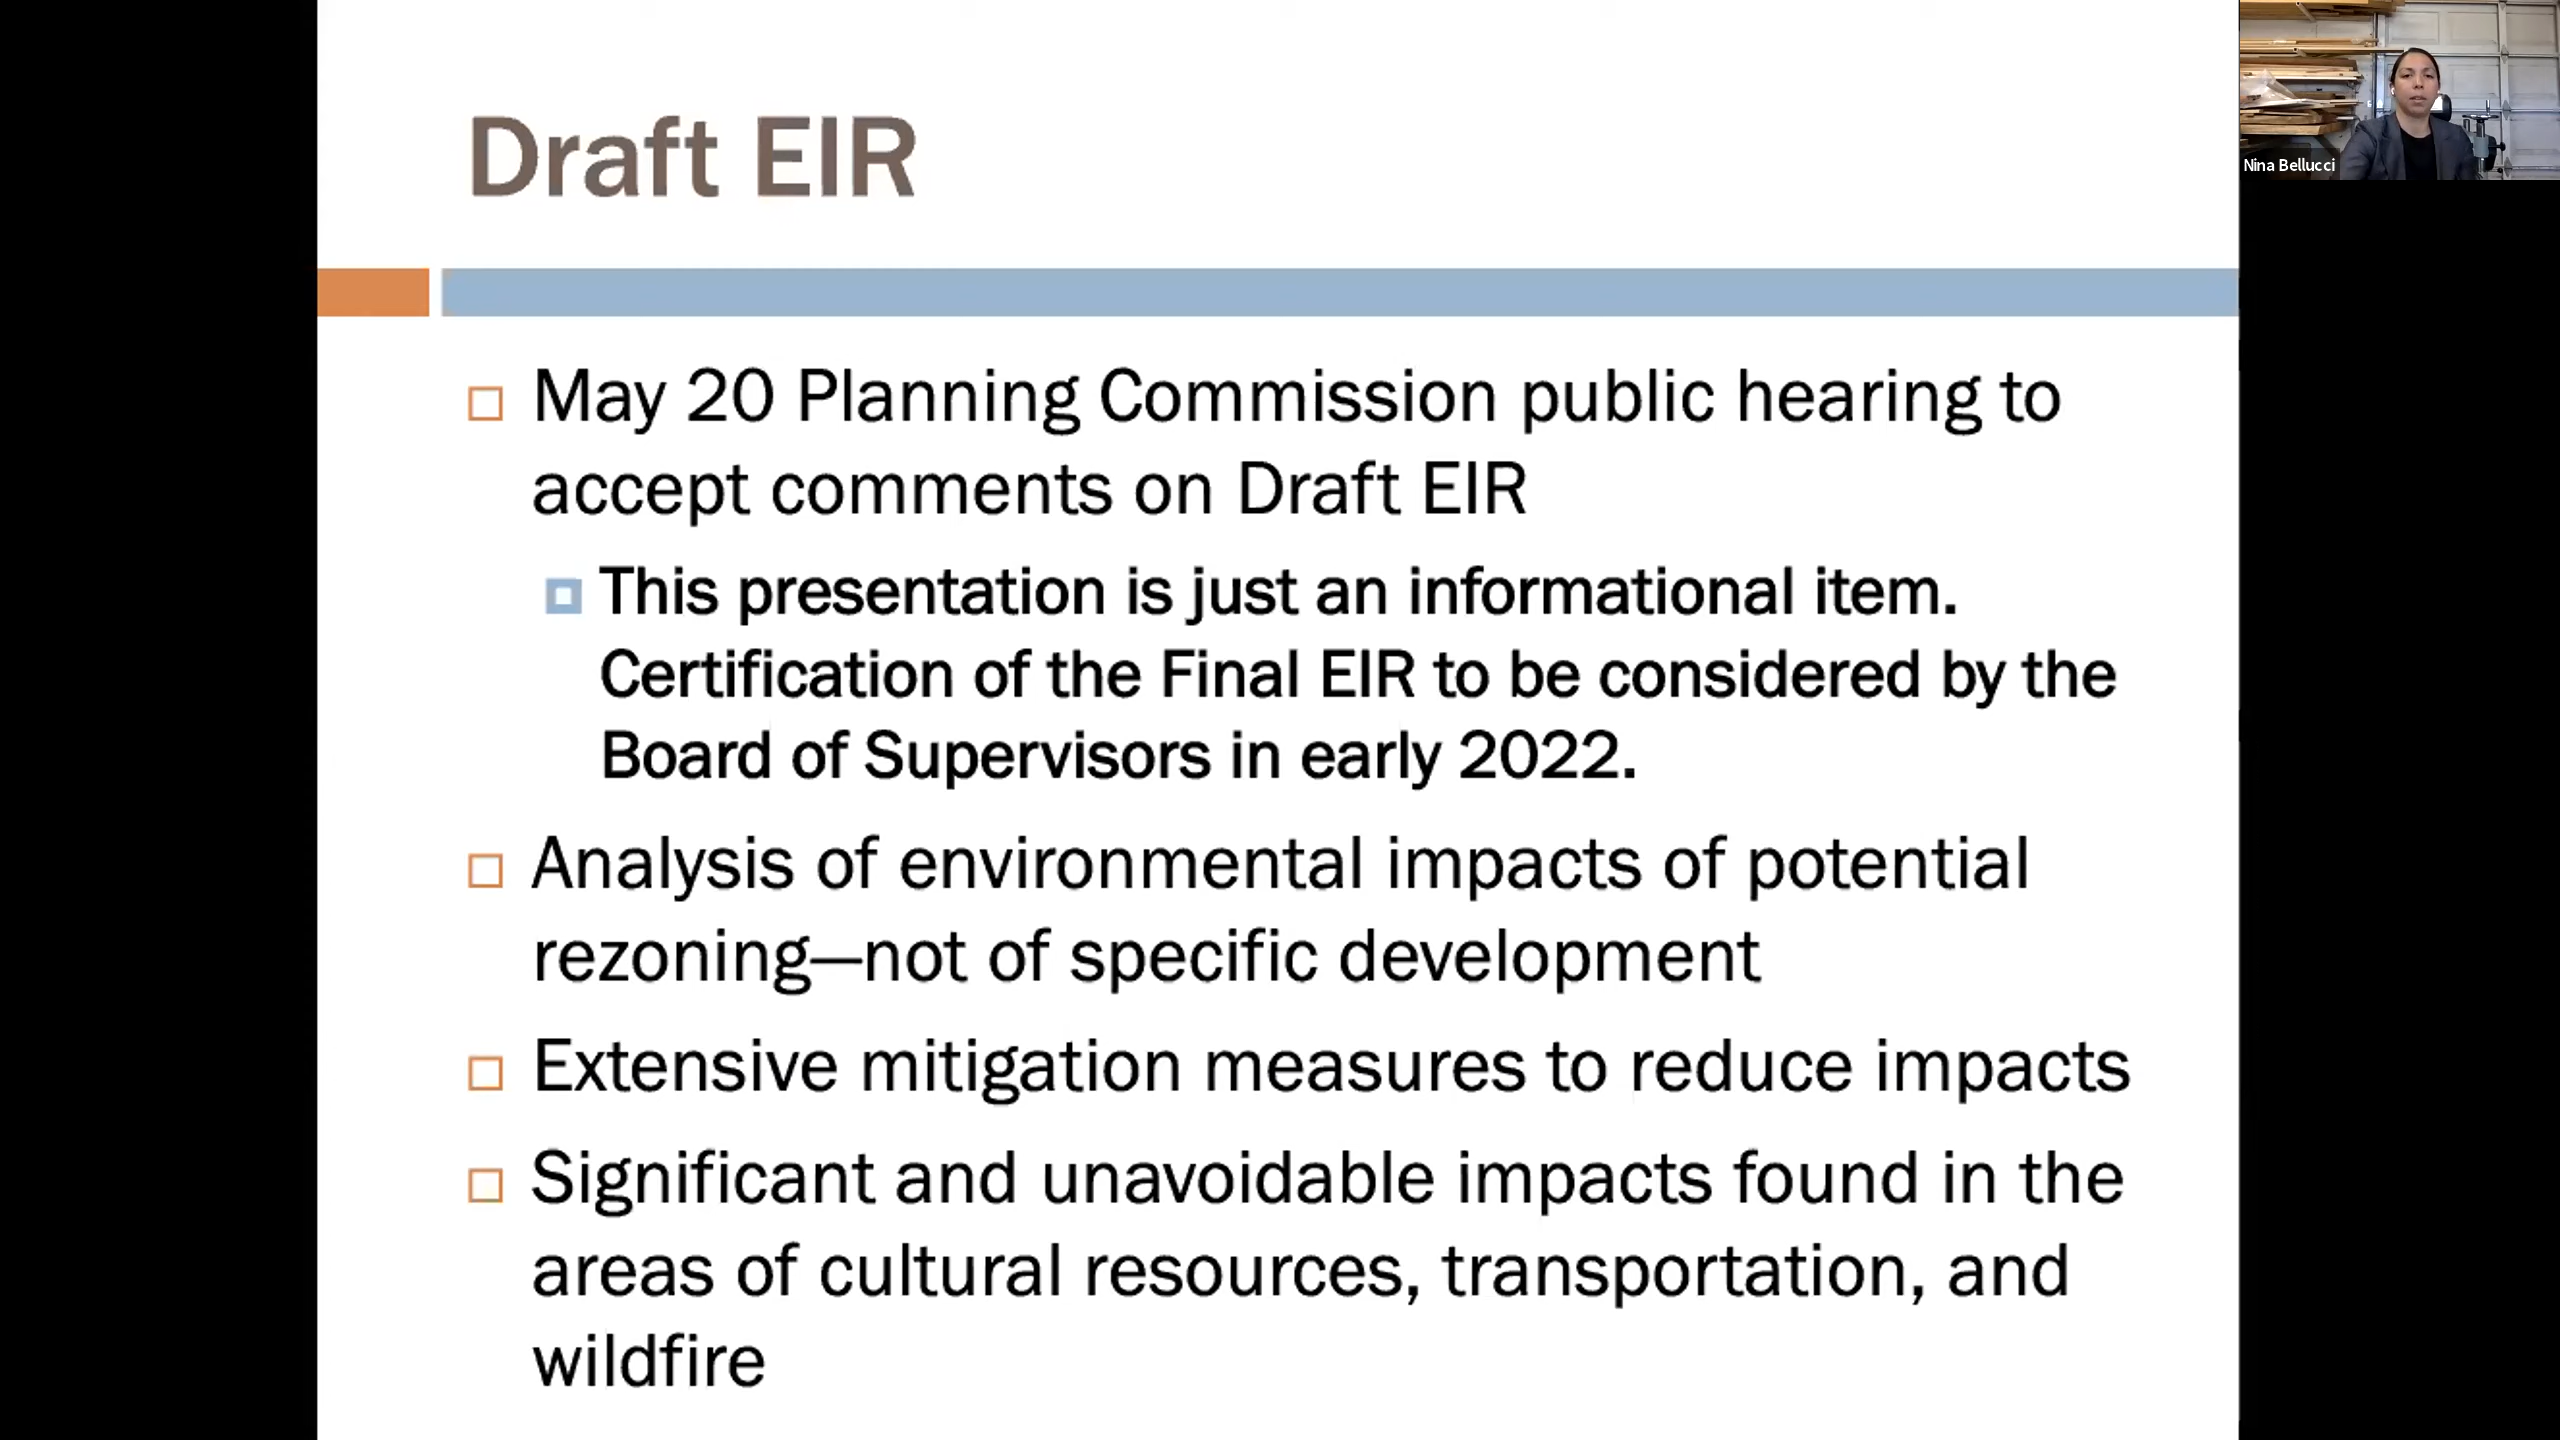 Draft EIR
Nina Bellucci
May 20 Planning Commission public hearing to
accept comments on Draft EIR
This presentation is just an informational item.
Certification of the Final EIR to be considered by the
Board of Supervisors in early 2022.
Analysis of environmental impacts of potential
rezoning—not of specific development
Extensive mitigation measures to reduce impacts
Significant and unavoidable impacts found in the
areas of cultural resources, transportation, and
wildfire